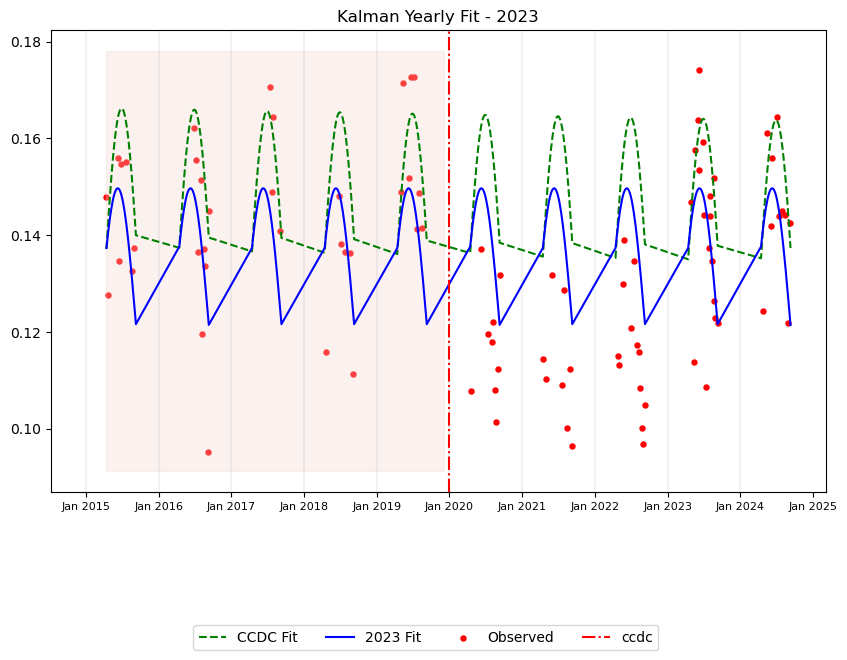 Kalman Yearly Fit - 2023
0.18
0.16
0.14
0.12
0.10
Jan 2015 Jan 2016 Jan 2017 Jan 2018 Jan 2019 Jan 2020 Jan 2021 Jan 2022 Jan 2023 Jan 2024 Jan 2025
CCDC Fit 2023 Fit Observed ccdc